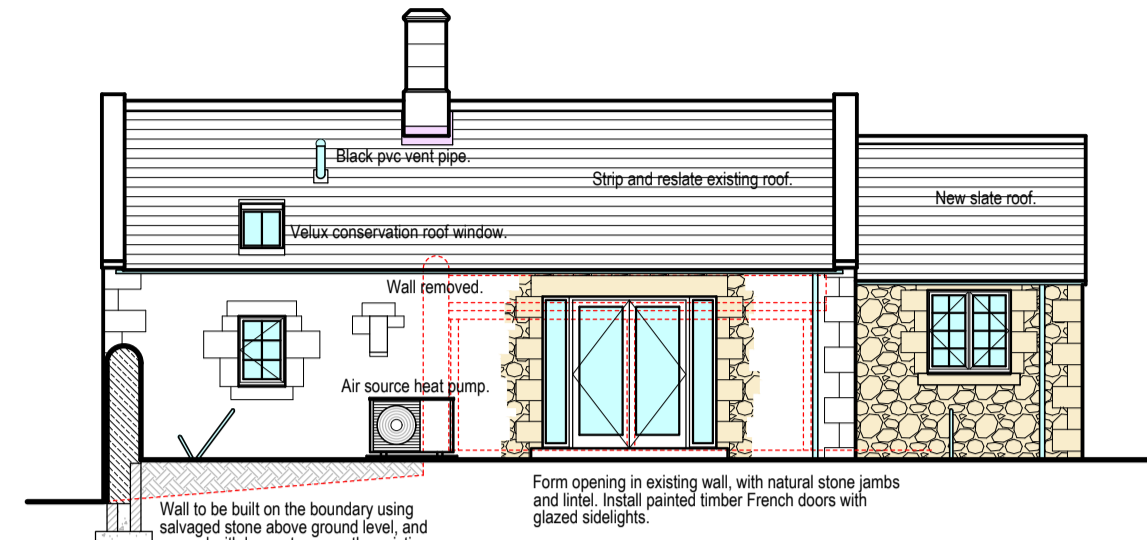 Black pvc vent pipe.
Strip and reslate existing roof.
New slate roof.
Velux conservation roof window.
Wall removed.
Air source heat pump.
Form opening in existing wall, with natural stone jambs
and lintel. Install painted timber French doors with
glazed sidelights.
Wall to be built on the boundary using
salvaged stone above ground level, and